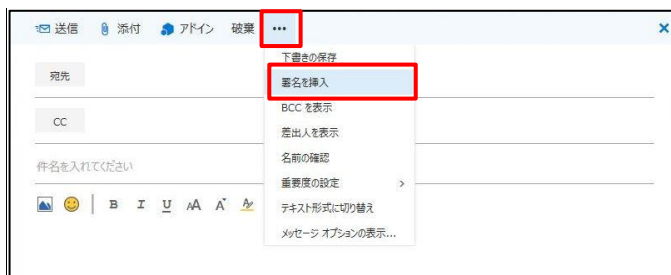 送信 添付 アドイン 破棄 ••• ×
下書きの保存
宛先
署名を挿入
BCC を表示
CC
差出人を表示
件名を入れてください
名前の確認
重要度の設定 >
B I U AA A
テキスト形式に切り替え
メッセージ オプションの表示...